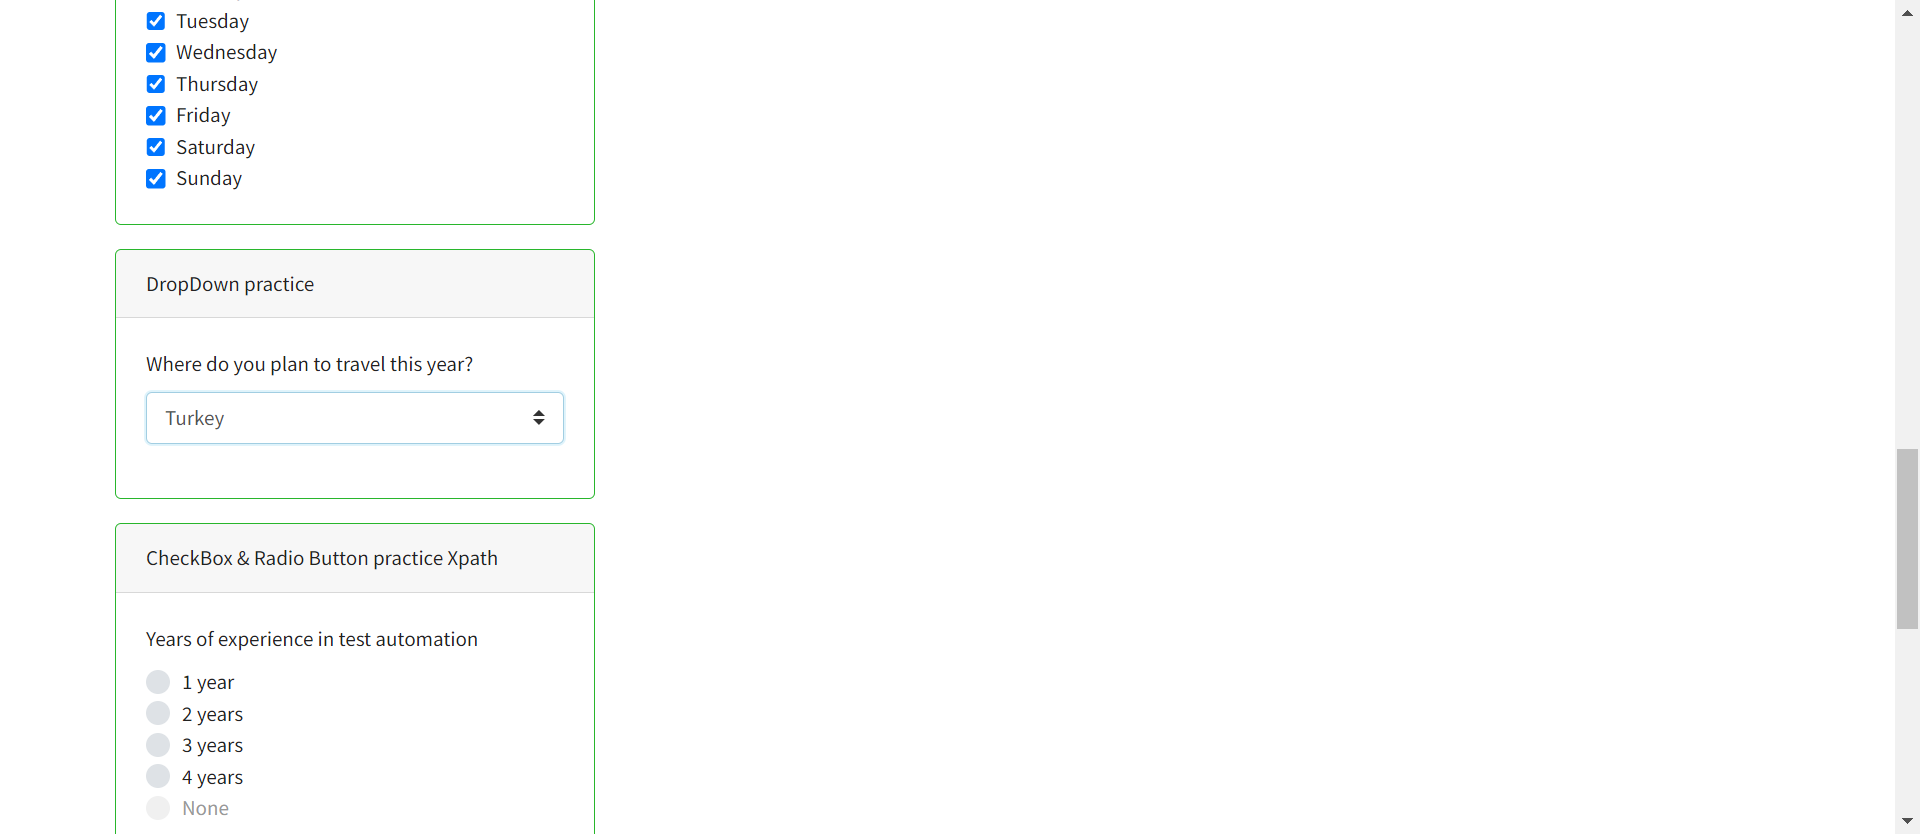 Tuesday
Wednesday
Thursday
Friday
Saturday
Sunday
DropDown practice
Where do you plan to travel this year?
Turkey
CheckBox & Radio Button practice Xpath
Years of experience in test automation
1 year
2 years
3 years
4 years
None